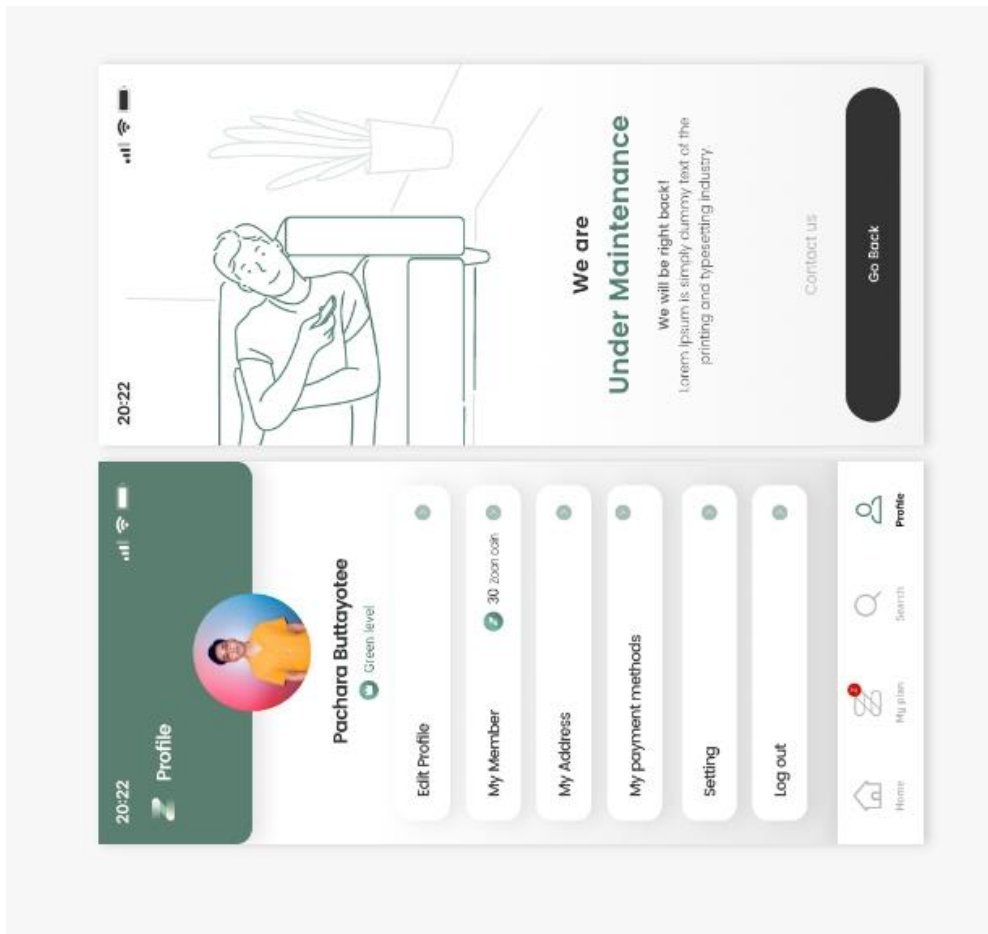 20:22
Profile
Pachara Buttayotee
Green level
Edit Profile
My Member 30 zoon coin
My Address
My payment methods
Setting
Log out
Home My plan Search Profile
20:22
We are
Under Maintenance
We will be right back!
Lorem Ipsum is simply dummy text of the
printing and typesetting industry.
Contact us
Go Back